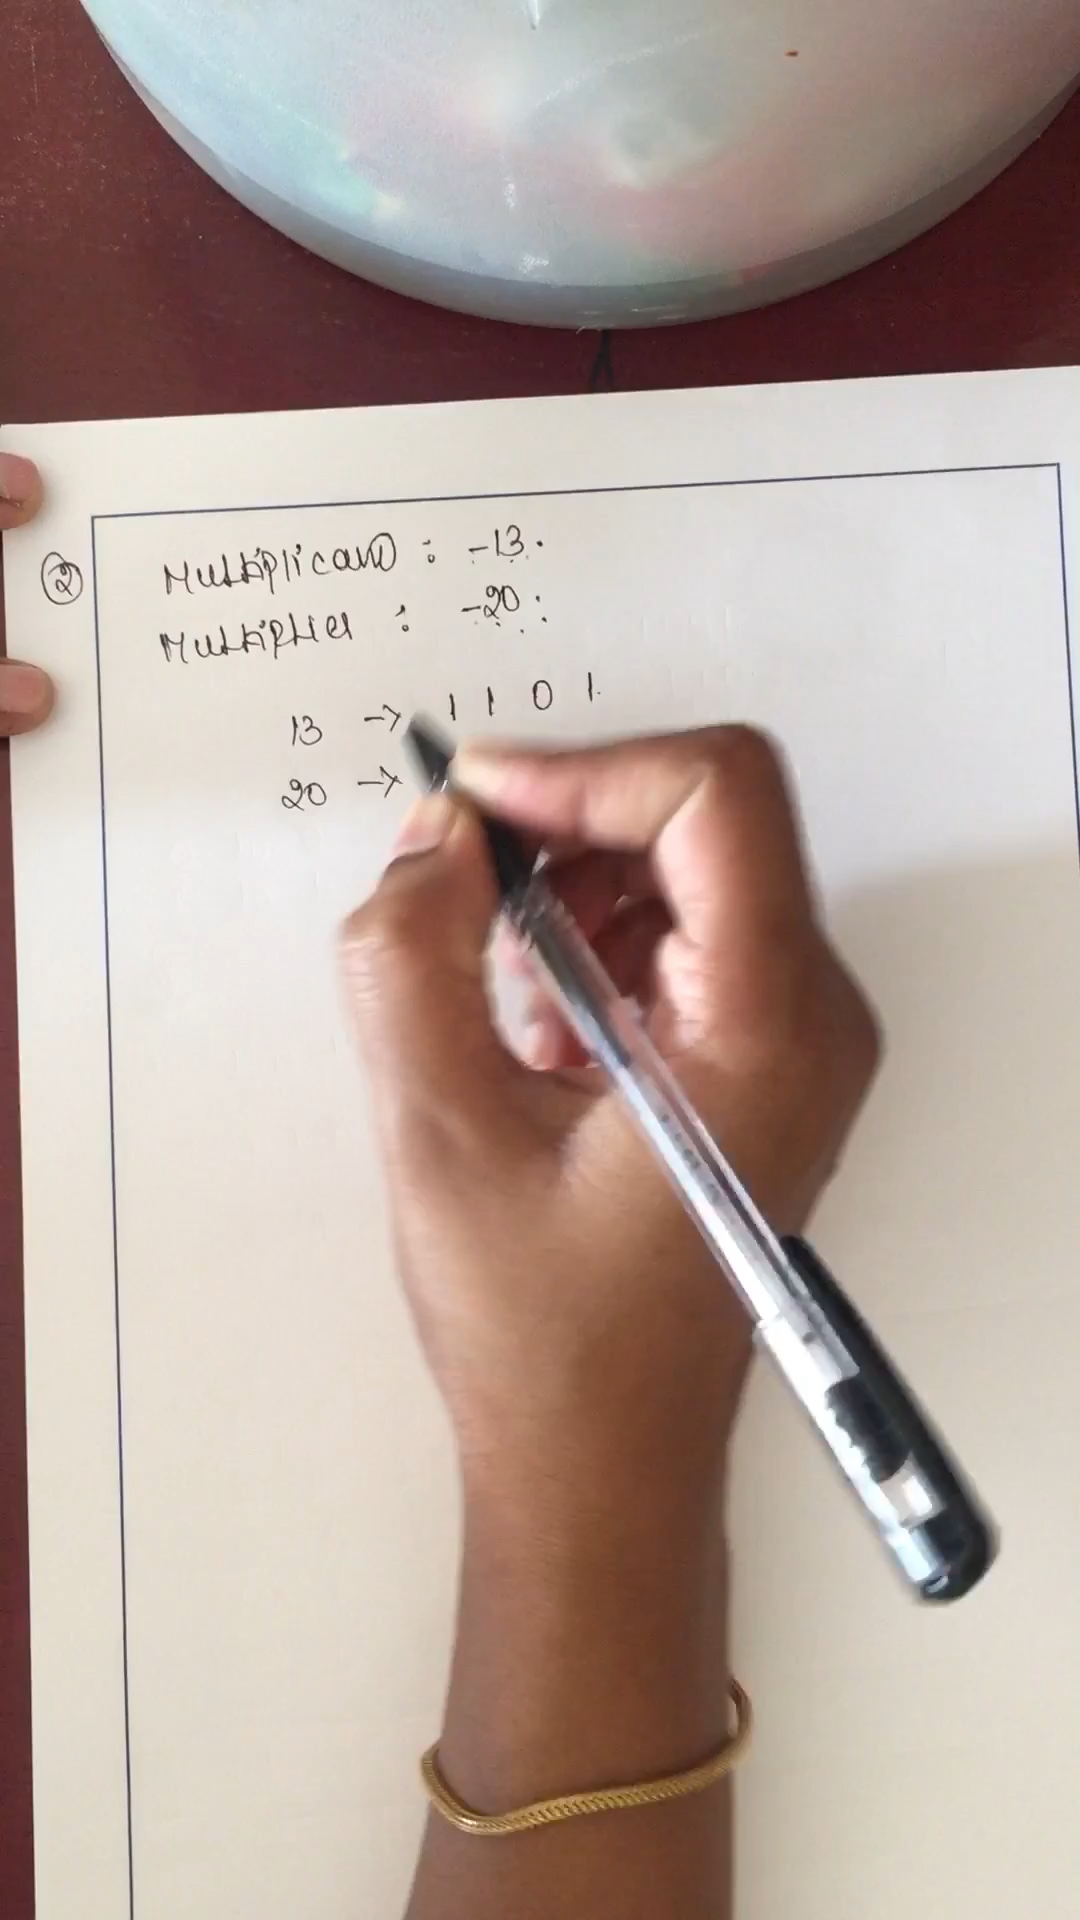 ② Multiplicand : -13.
Multiplier : -20 :
13 → 1 1 0 1.
20 →